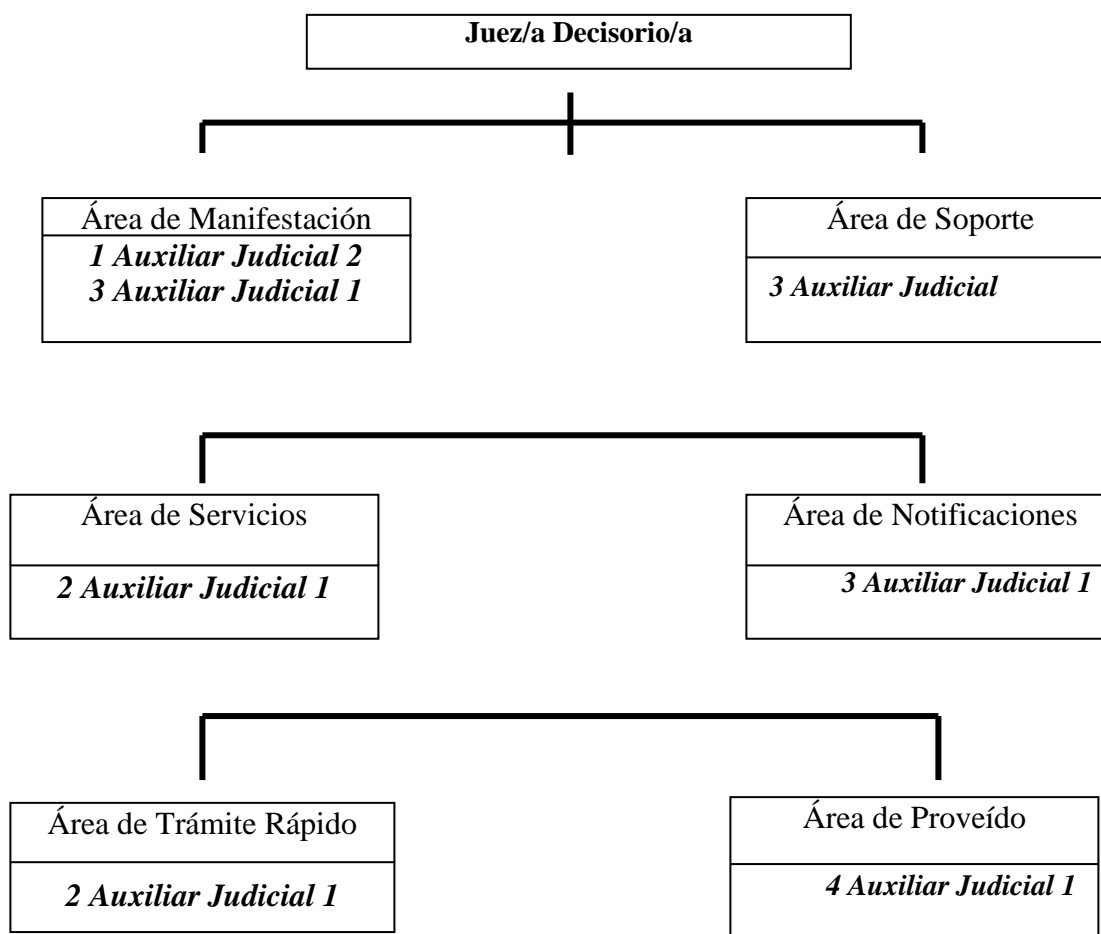 Juez/a Decisorio/a
Área de Manifestación
1 Auxiliar Judicial 2
3 Auxiliar Judicial 1
Área de Soporte
3 Auxiliar Judicial
Área de Servicios
2 Auxiliar Judicial 1
Área de Notificaciones
3 Auxiliar Judicial 1
Área de Trámite Rápido
2 Auxiliar Judicial 1
Área de Proveído
4 Auxiliar Judicial 1